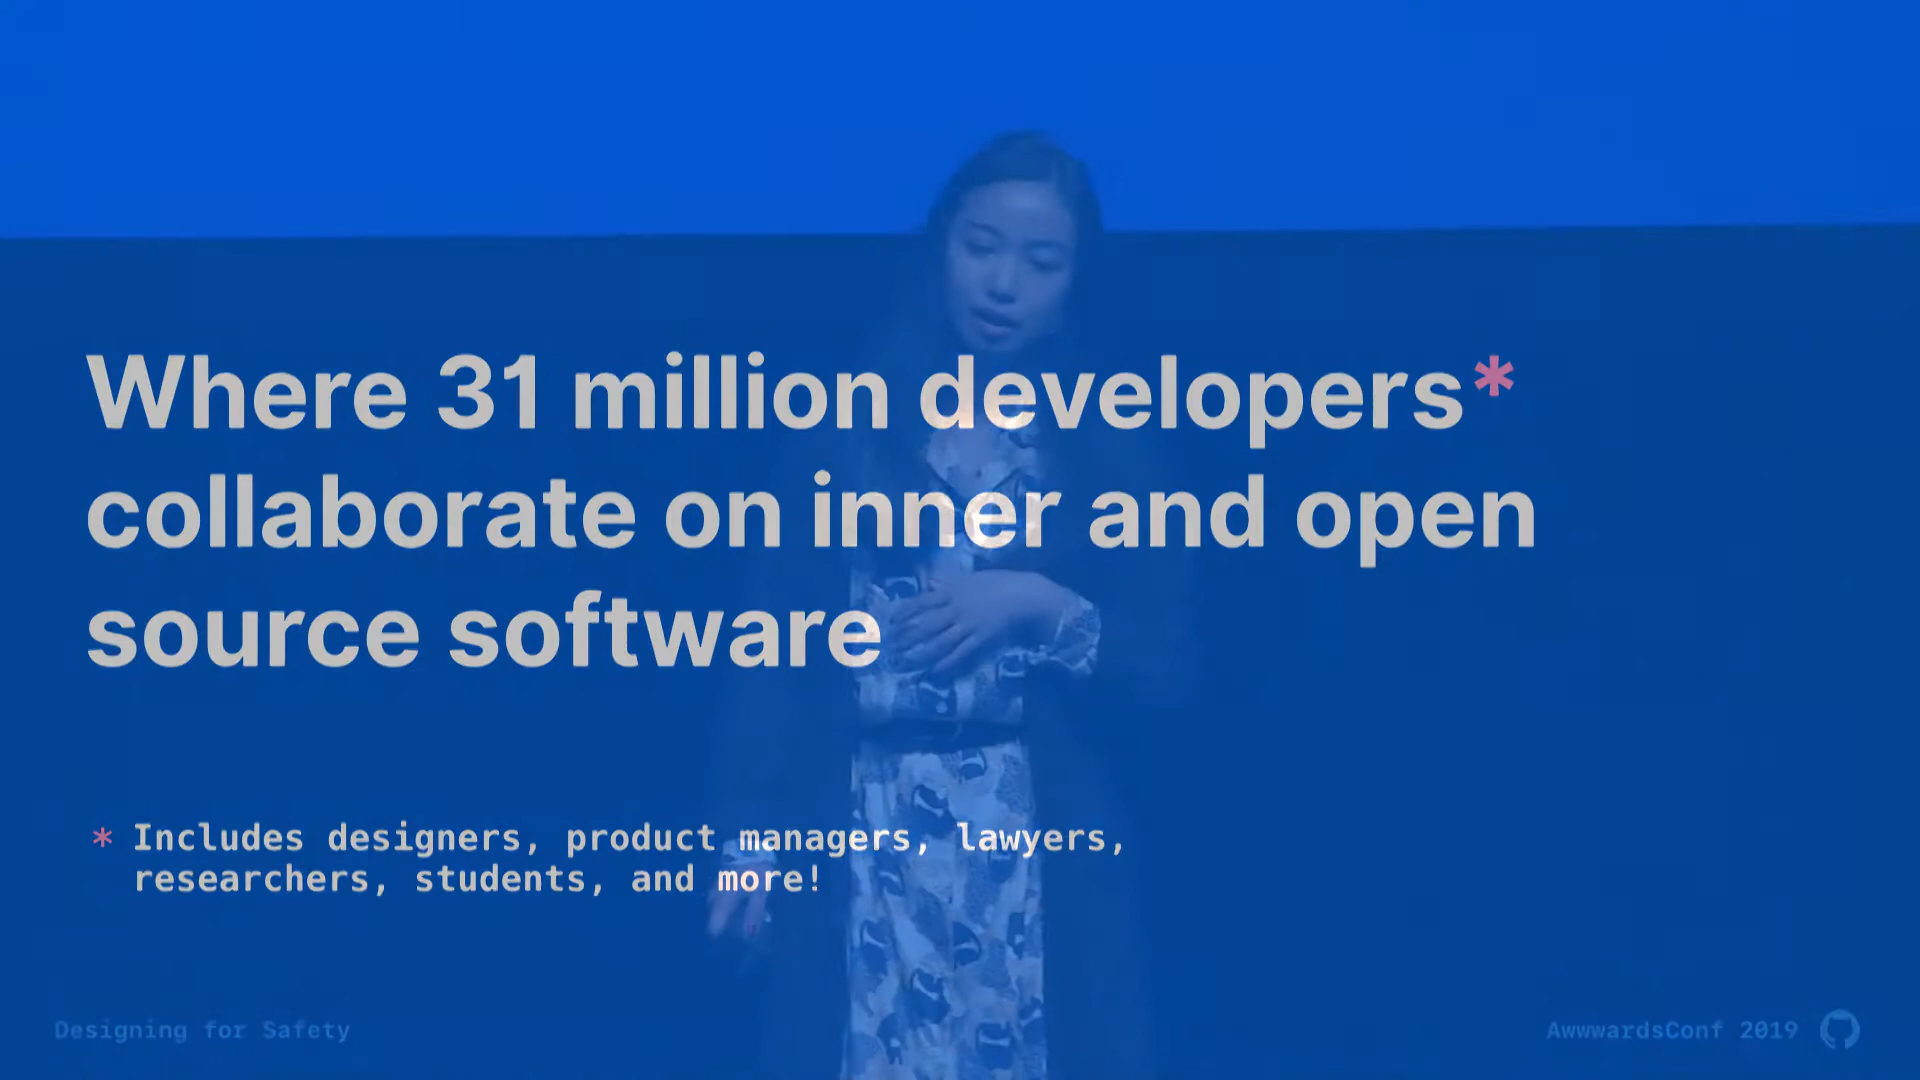 Where 31 million developers*
collaborate on inner and open
source software
* Includes designers, product managers, lawyers,
researchers, students, and more!
Designing for Safety
AwwwardsConf 2019